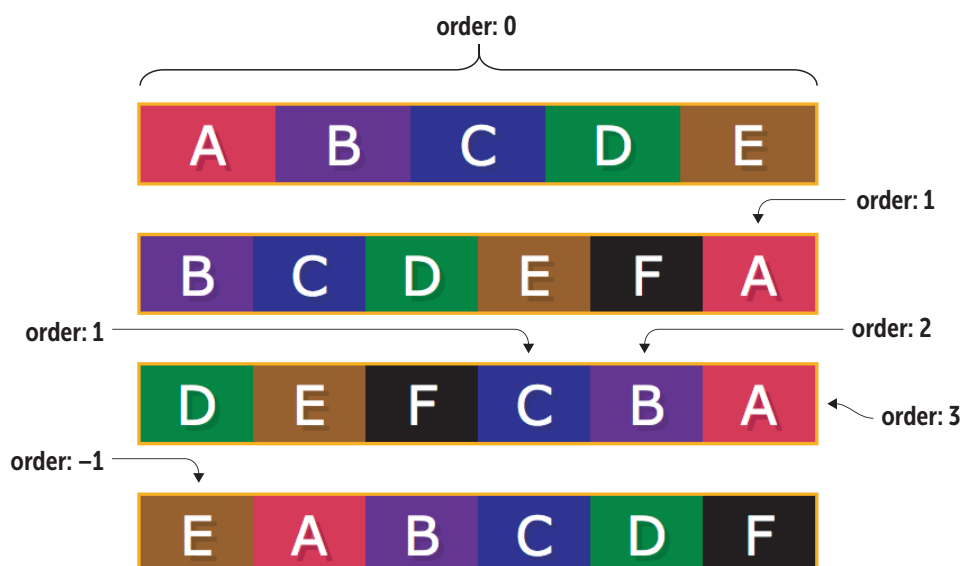 order: 0
A B C D E
order: 1
B C D E F A
order: 1
order: 2
D E F C B A
order: 3
order: –1
E A B C D F